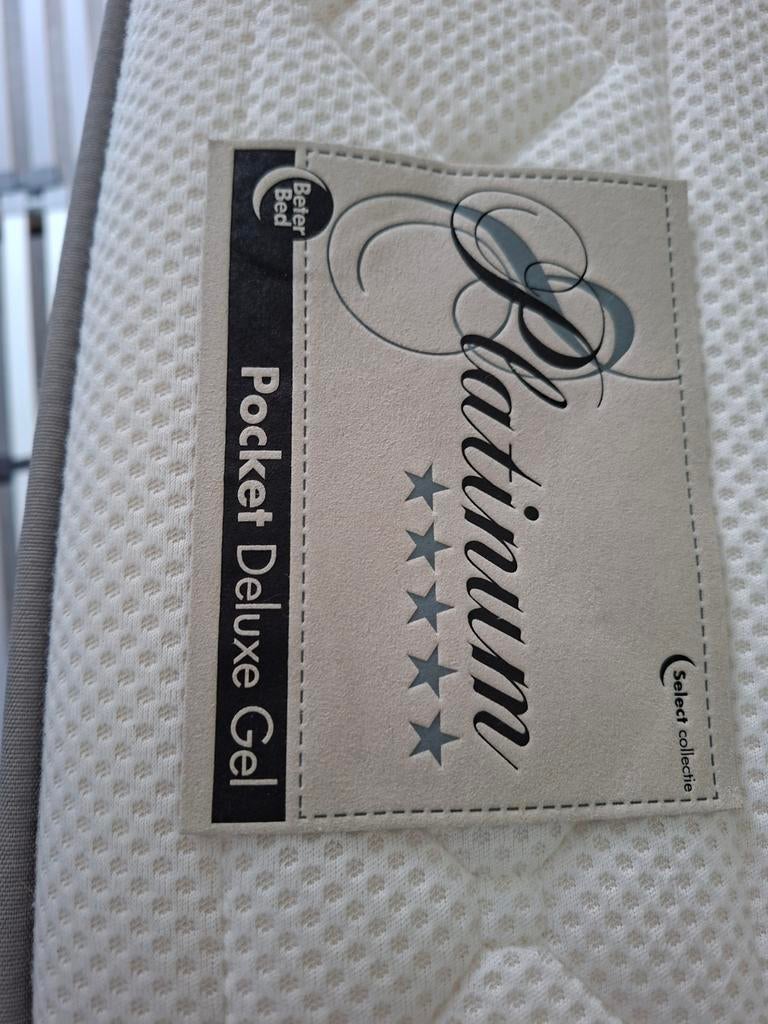 Select collectie
Platinum
★★★★★
Beter
Bed
Pocket Deluxe Gel